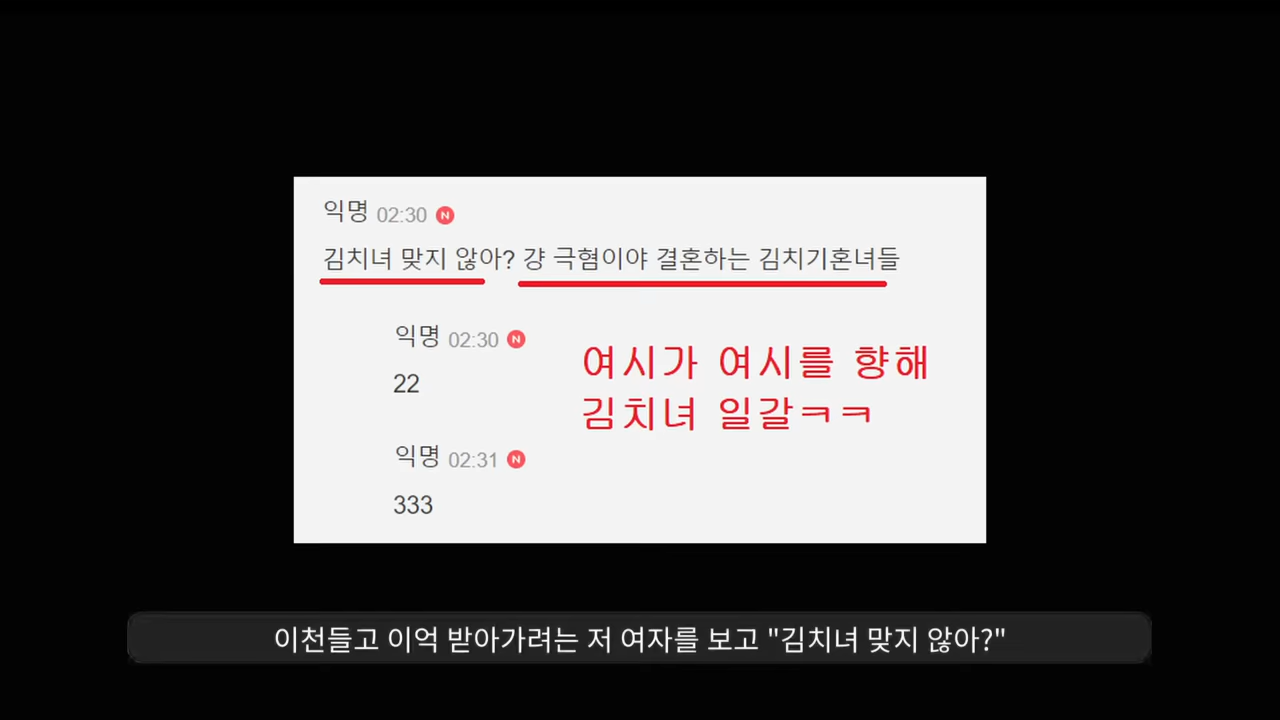 익명 02:30 N
김치녀 맞지 않아? 걍 극혐이야 결혼하는 김치기혼녀들
익명 02:30 N
22
여시가 여시를 향해
김치녀 일갈ㅋㅋ
익명 02:31 N
333
이천들고 이억 받아가려는 저 여자를 보고 "김치녀 맞지 않아?"